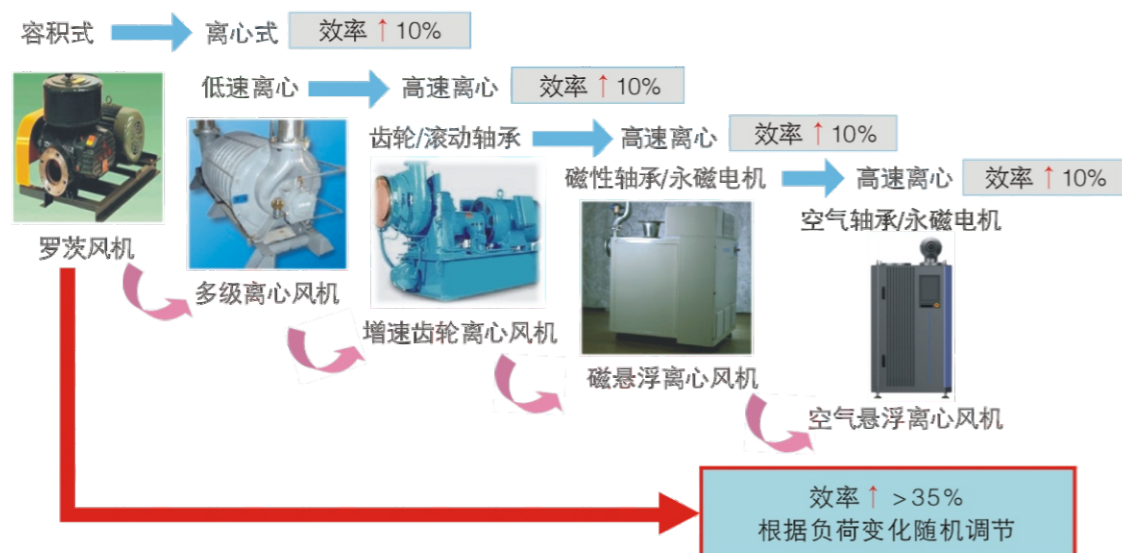 容积式
离心式
效率↑10%
低速离心
高速离心
效率↑10%
齿轮/滚动轴承
高速离心
效率↑10%
磁性轴承/永磁电机
高速离心
效率↑10%
空气轴承/永磁电机
罗茨风机
多级离心风机
增速齿轮离心风机
磁悬浮离心风机
空气悬浮离心风机
效率↑>35%
根据负荷变化随机调节